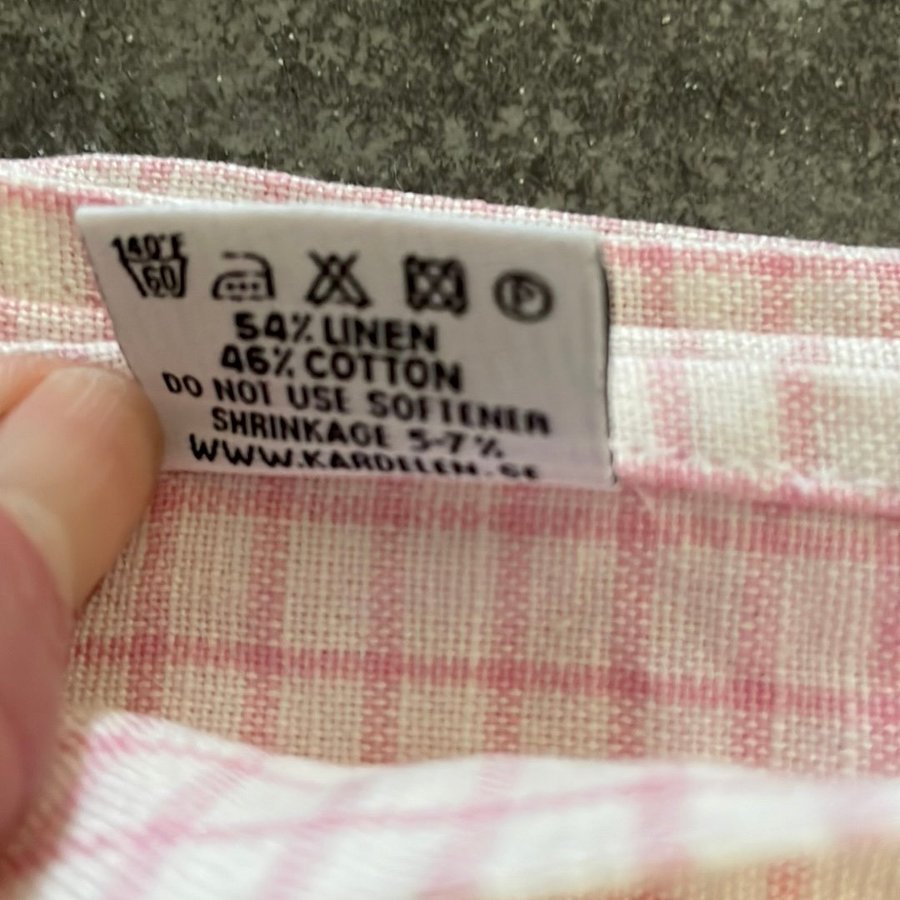 140°F
60
P
54% LINEN
46% COTTON
DO NOT USE SOFTENER
SHRINKAGE 5-7%
WWW.KARDELEN.SE